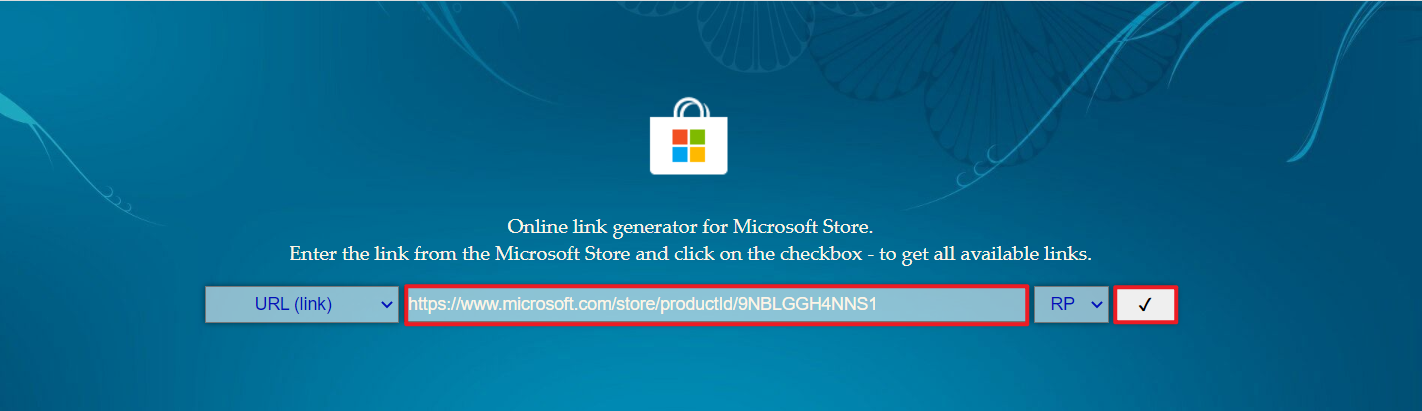 Online link generator for Microsoft Store.
Enter the link from the Microsoft Store and click on the checkbox - to get all available links.
URL (link) https://www.microsoft.com/store/productId/9NBLGGH4NNS1 RP ✓